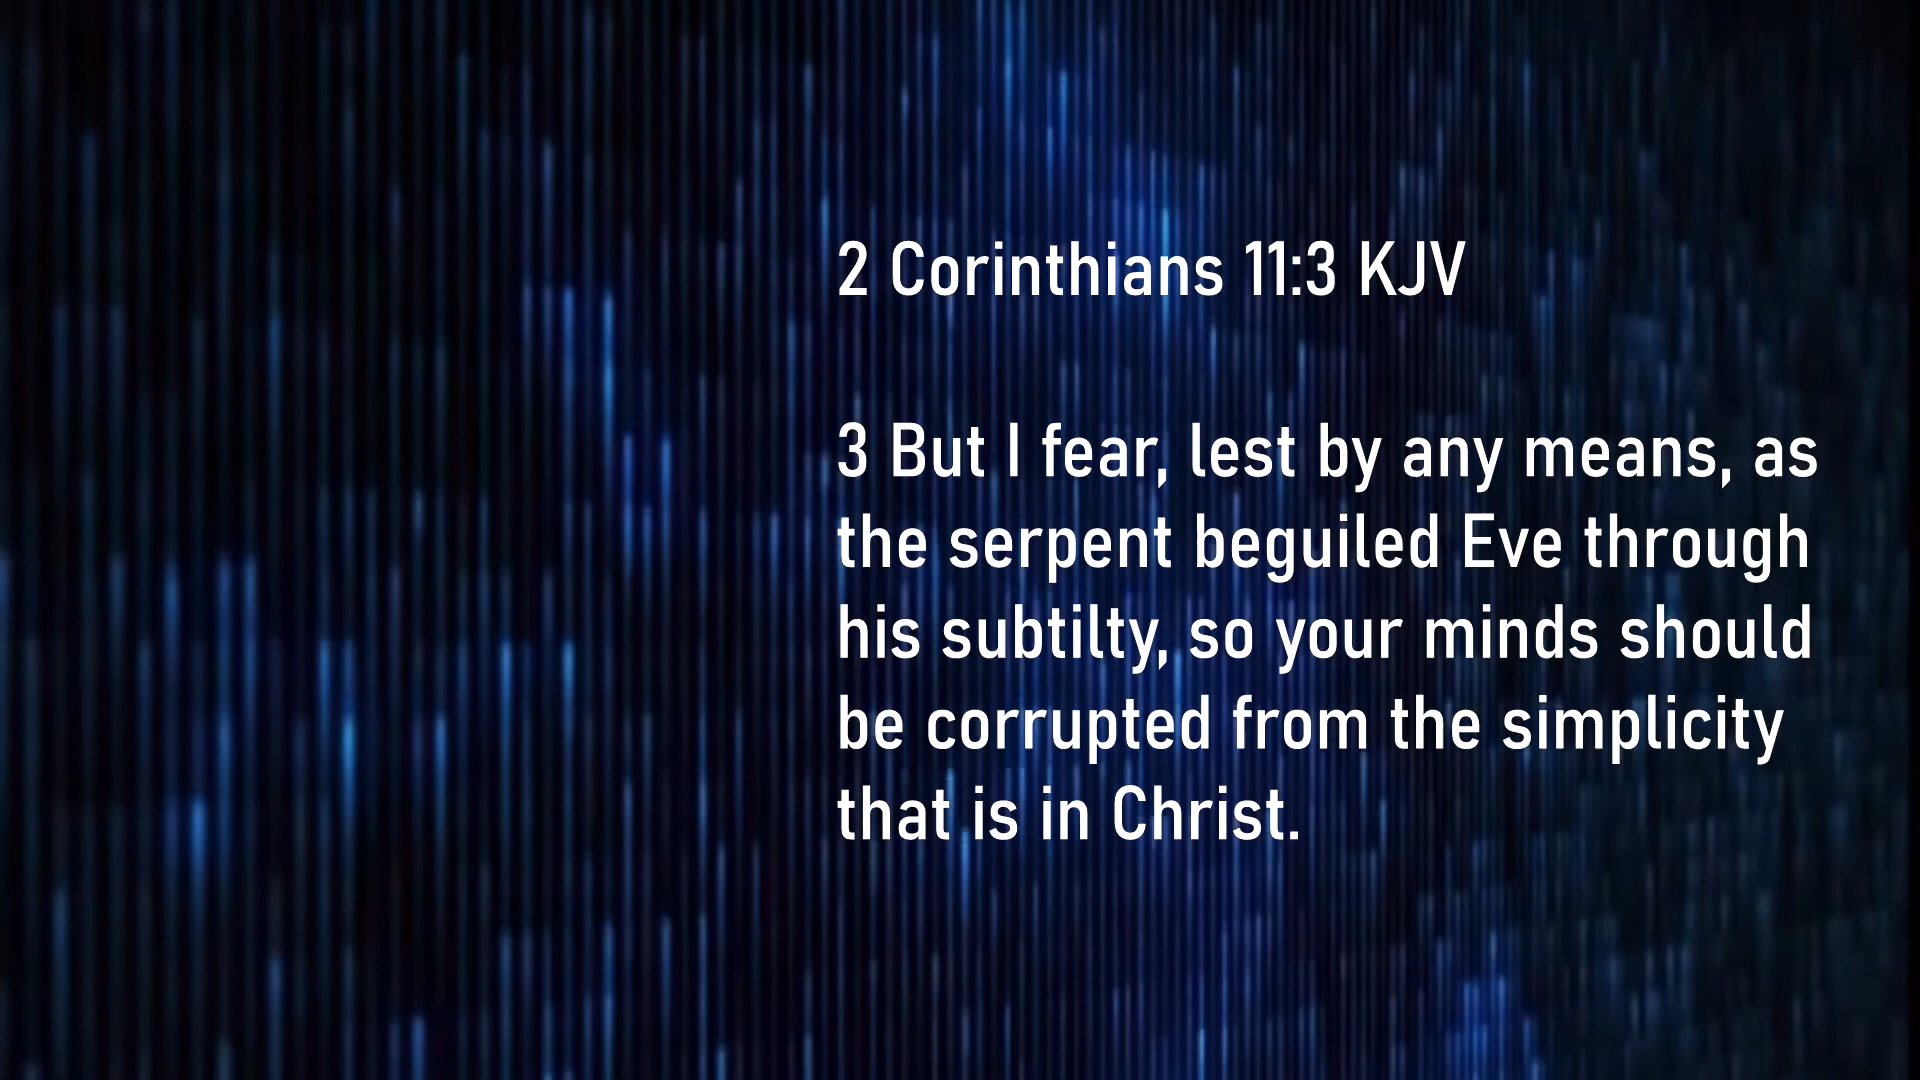 2 Corinthians 11:3 KJV
3 But I fear, lest by any means, as
the serpent beguiled Eve through
his subtilty, so your minds should
be corrupted from the simplicity
that is in Christ.